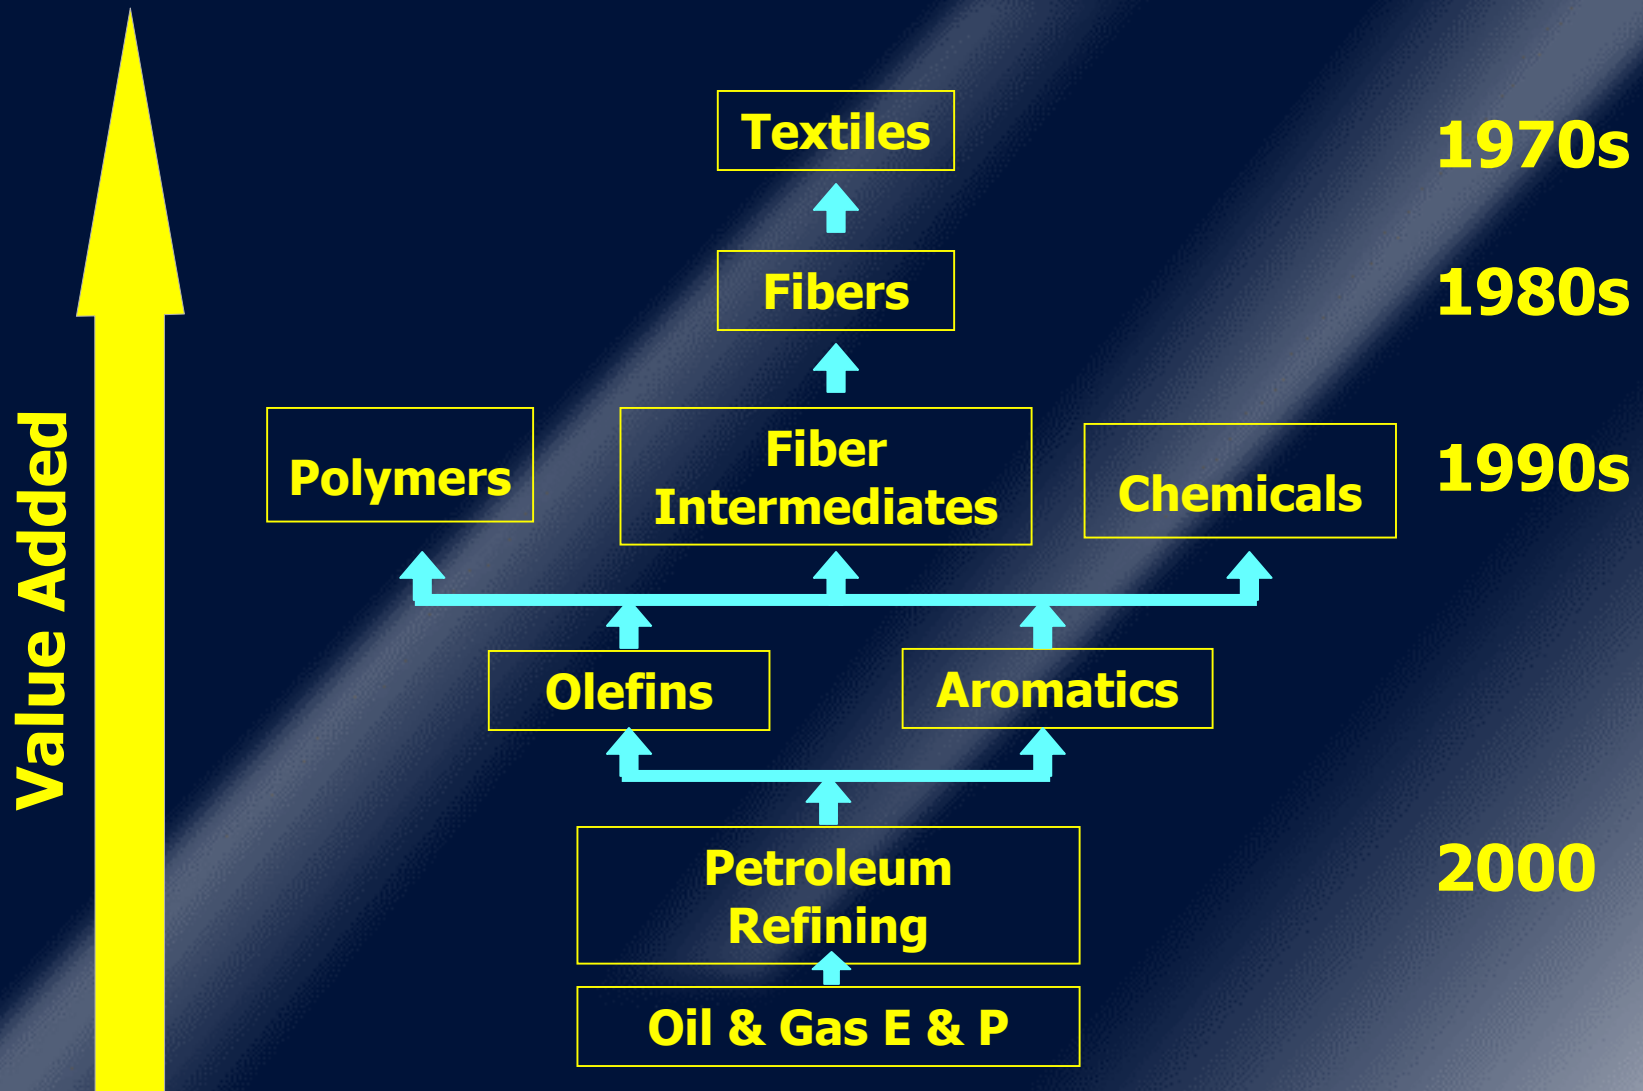 Textiles
1970s
Fibers
1980s
Polymers
Fiber
Intermediates
Chemicals
1990s
Value Added
Olefins
Aromatics
Petroleum
Refining
2000
Oil & Gas E & P